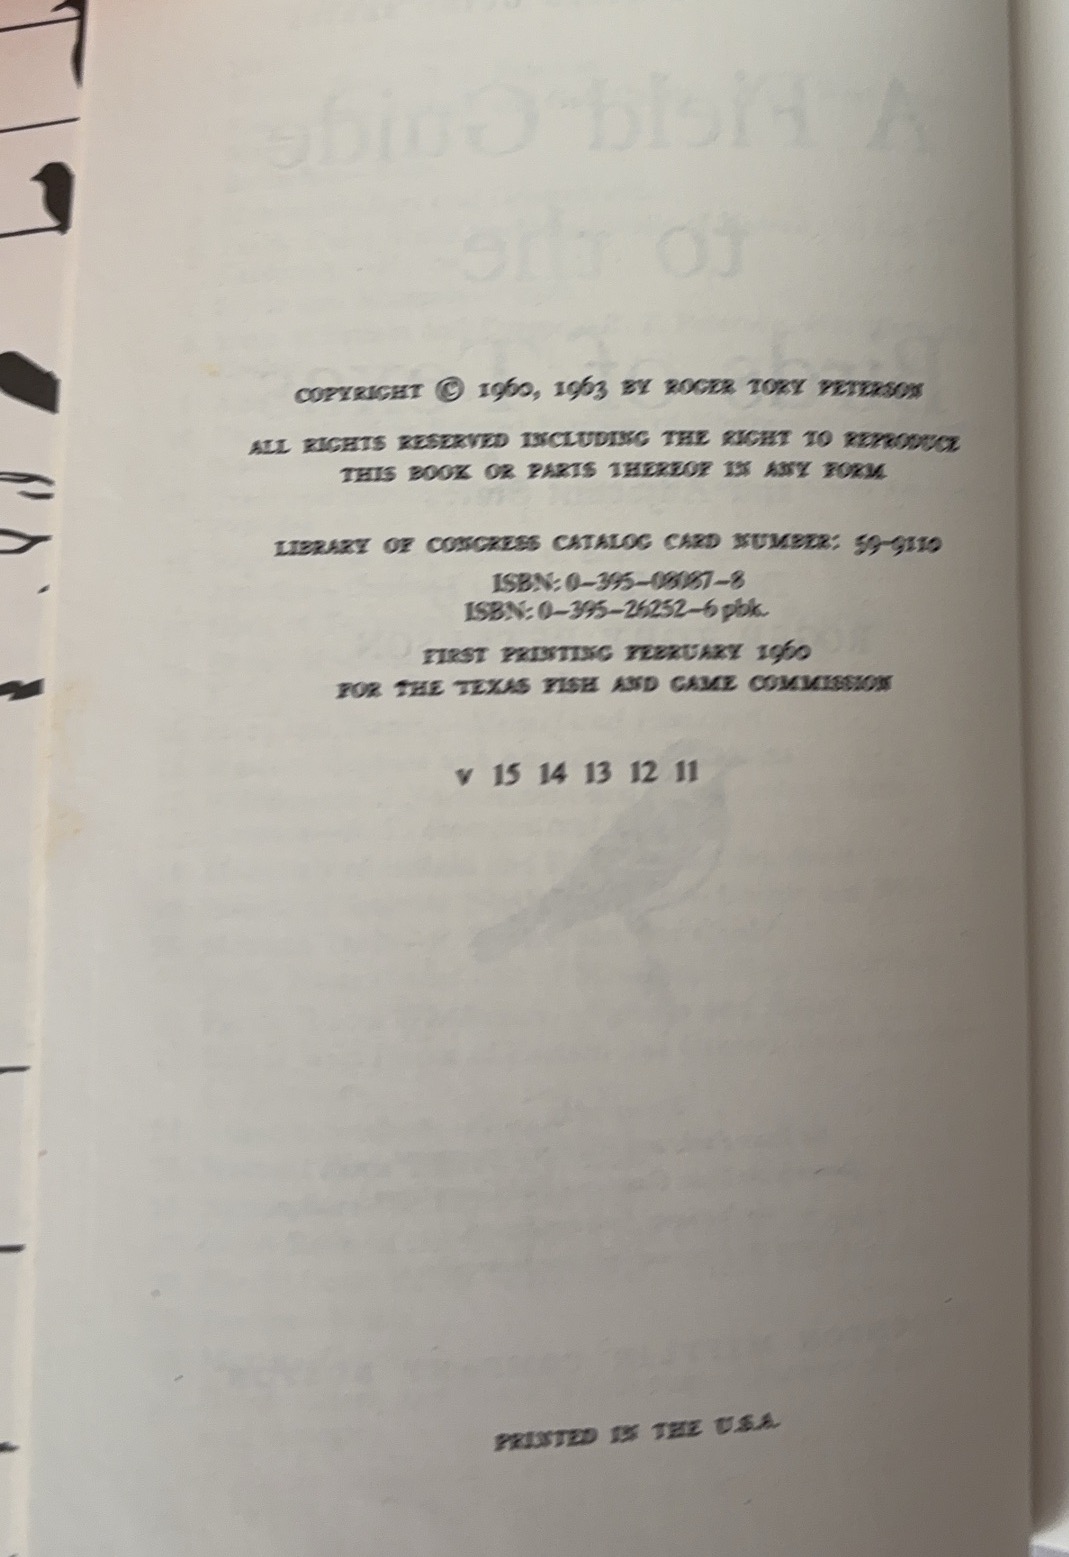 COPYRIGHT © 1960, 1963 BY ROGER TORY PETERSON
ALL RIGHTS RESERVED INCLUDING THE RIGHT TO REPRODUCE
THIS BOOK OR PARTS THEREOF IN ANY FORM
LIBRARY OF CONGRESS CATALOG CARD NUMBER: 59-9110
ISBN: 0-395-08087-8
ISBN: 0-395-26252-6 pbk.
FIRST PRINTING FEBRUARY 1960
FOR THE TEXAS FISH AND GAME COMMISSION
V 15 14 13 12 11
PRINTED IN THE U.S.A.